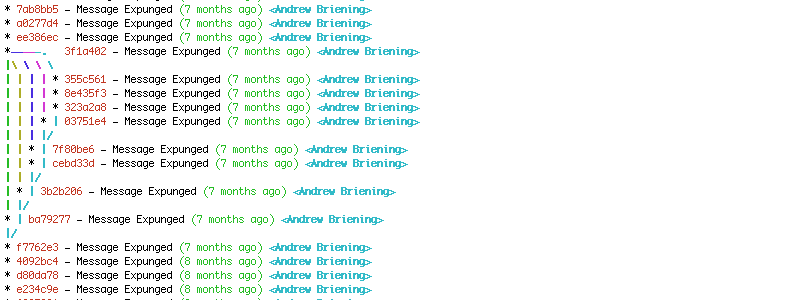 * 7ab8bb5 - Message Expunged (7 months ago) <Andrew Briening>
* a0277d4 - Message Expunged (7 months ago) <Andrew Briening>
* ee386ec - Message Expunged (7 months ago) <Andrew Briening>
*-----. 3f1a402 - Message Expunged (7 months ago) <Andrew Briening>
|\ \ \ \
| | | | * 355c561 - Message Expunged (7 months ago) <Andrew Briening>
| | | | * 8e435f3 - Message Expunged (7 months ago) <Andrew Briening>
| | | | * 323a2a8 - Message Expunged (7 months ago) <Andrew Briening>
| | | * | 03751e4 - Message Expunged (7 months ago) <Andrew Briening>
| | | |/
| | * | 7f80be6 - Message Expunged (7 months ago) <Andrew Briening>
| | * | cebd33d - Message Expunged (7 months ago) <Andrew Briening>
| | |/
| * | 3b2b206 - Message Expunged (7 months ago) <Andrew Briening>
| |/
* | ba79277 - Message Expunged (7 months ago) <Andrew Briening>
|/
* f7762e3 - Message Expunged (7 months ago) <Andrew Briening>
* 4092bc4 - Message Expunged (8 months ago) <Andrew Briening>
* d80da78 - Message Expunged (8 months ago) <Andrew Briening>
* e234c9e - Message Expunged (8 months ago) <Andrew Briening>